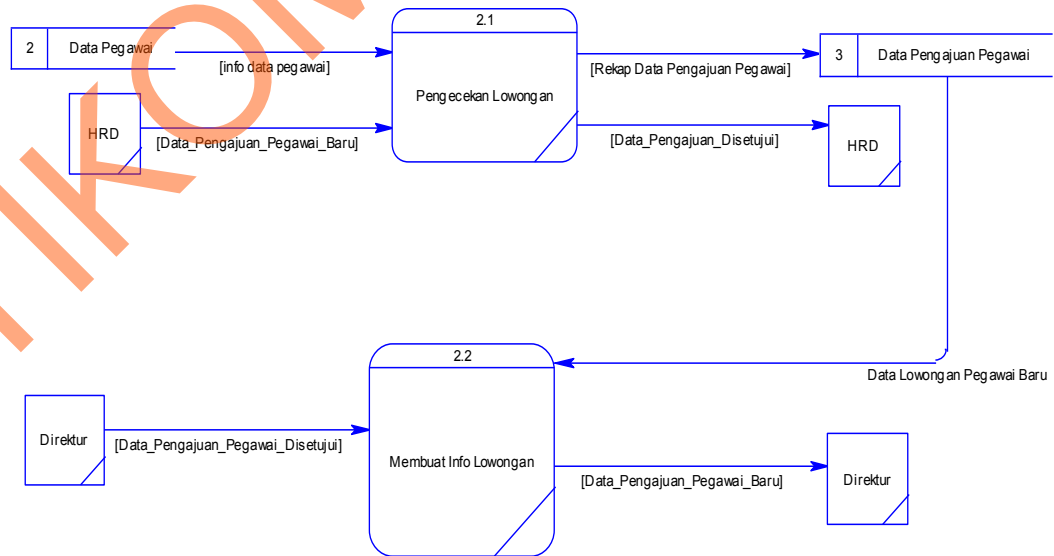 2.1
2 Data Pegawai
[info data pegawai]
[Rekap Data Pengajuan Pegawai]
3 Data Pengajuan Pegawai
Pengecekan Lowongan
HRD
[Data_Pengajuan_Pegawai_Baru]
[Data_Pengajuan_Disetujui]
HRD
2.2
Data Lowongan Pegawai Baru
Direktur
[Data_Pengajuan_Pegawai_Disetujui]
Membuat Info Lowongan
[Data_Pengajuan_Pegawai_Baru]
Direktur
IKOM